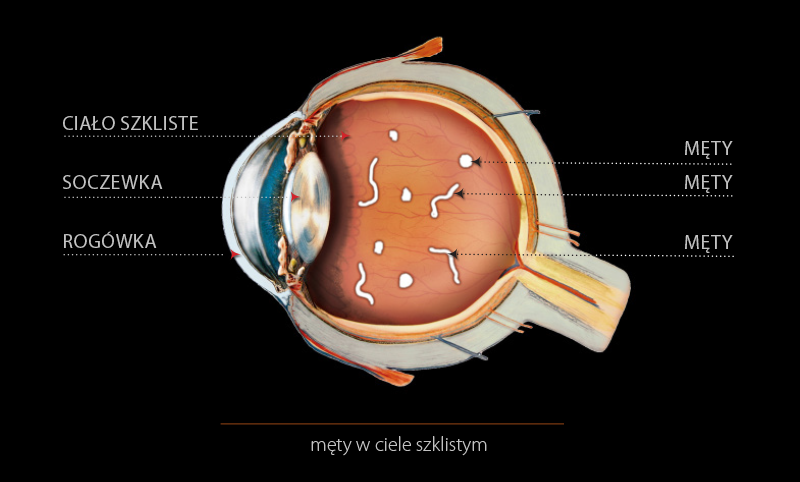 CIAŁO SZKLISTE
SOCZEWKA
ROGÓWKA
MĘTY
MĘTY
MĘTY
męty w ciele szklistym